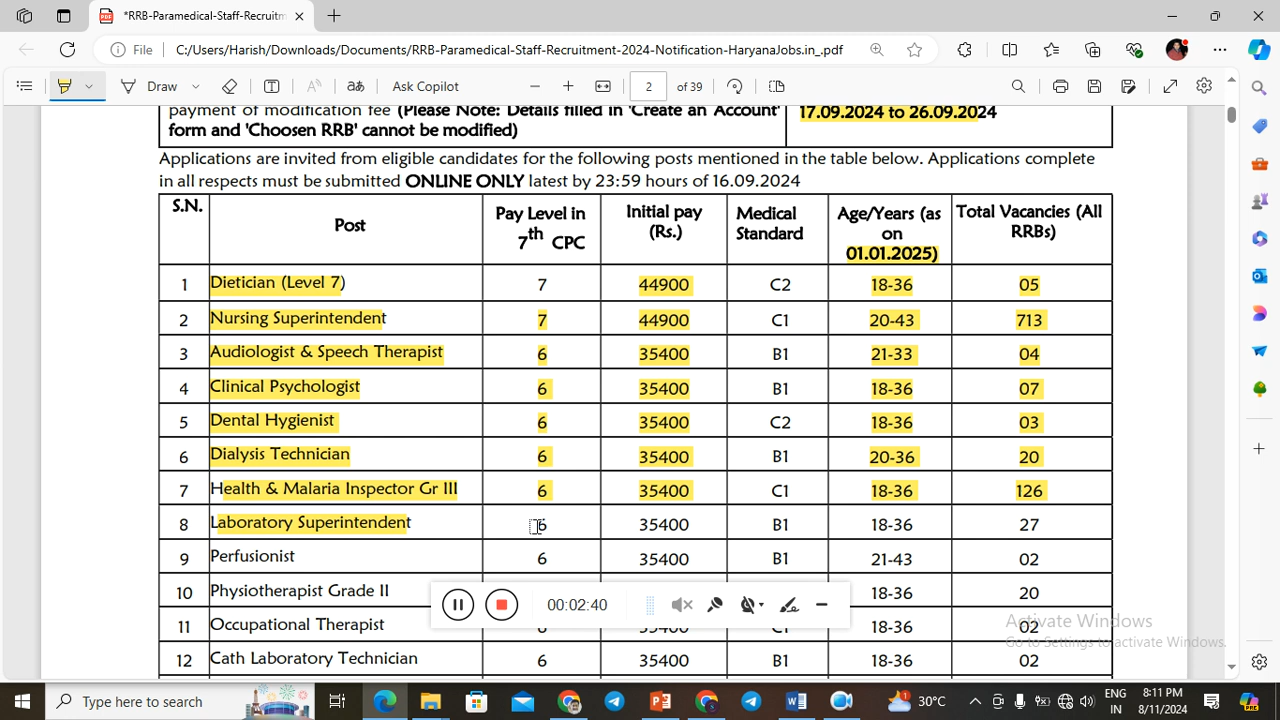 *RRB-Paramedical-Staff-Recruitm
File C:/Users/Harish/Downloads/Documents/RRB-Paramedical-Staff-Recruitment-2024-Notification-HaryanaJobs.in_.pdf
Draw aあ Ask Copilot 2 of 39
payment of modification fee (Please Note: Details filled in 'Create an Account' 17.09.2024 to 26.09.2024
form and 'Choosen RRB' cannot be modified)
Applications are invited from eligible candidates for the following posts mentioned in the table below. Applications complete
in all respects must be submitted ONLINE ONLY latest by 23:59 hours of 16.09.2024
S.N. Post Pay Level in 7th CPC Initial pay (Rs.) Medical Standard Age/Years (as on 01.01.2025) Total Vacancies (All RRBs)
1 Dietician (Level 7) 7 44900 C2 18-36 05
2 Nursing Superintendent 7 44900 C1 20-43 713
3 Audiologist & Speech Therapist 6 35400 B1 21-33 04
4 Clinical Psychologist 6 35400 B1 18-36 07
5 Dental Hygienist 6 35400 C2 18-36 03
6 Dialysis Technician 6 35400 B1 20-36 20
7 Health & Malaria Inspector Gr III 6 35400 C1 18-36 126
8 Laboratory Superintendent 6 35400 B1 18-36 27
9 Perfusionist 6 35400 B1 21-43 02
10 Physiotherapist Grade II 18-36 20
00:02:40
11 Occupational Therapist 18-36 02
12 Cath Laboratory Technician 6 35400 B1 18-36 02
Activate Windows
Go to Settings to activate Windows.
Type here to search
30°C
ENG
IN
8:11 PM
8/11/2024